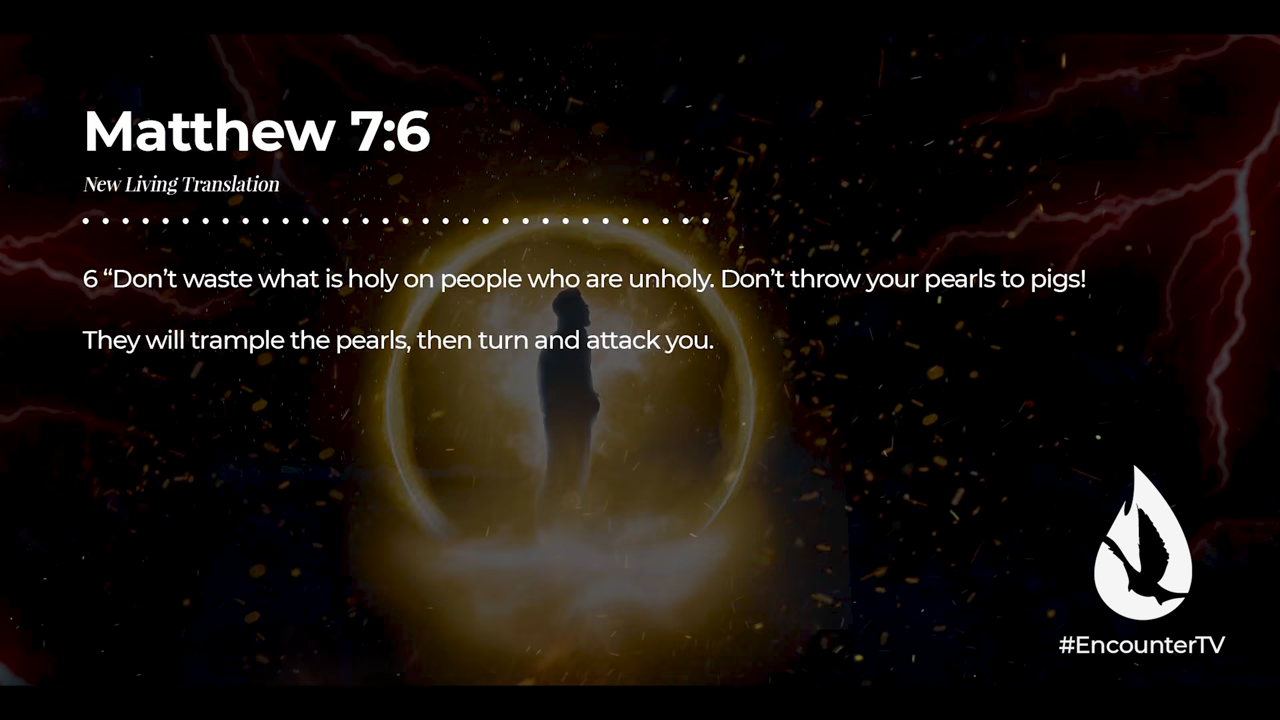 Matthew 7:6
New Living Translation
6 “Don’t waste what is holy on people who are unholy. Don’t throw your pearls to pigs!
They will trample the pearls, then turn and attack you.
#EncounterTV